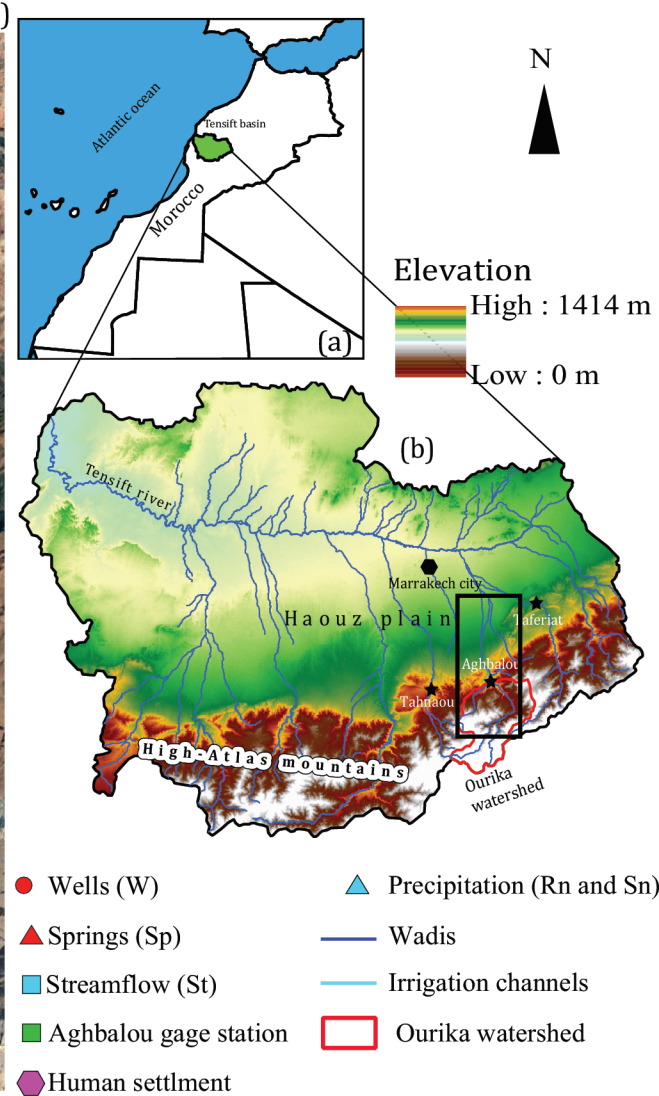 )
N
Atlantic ocean
Tensift basin
Morocco
(a)
Elevation
High : 1414 m
Low : 0 m
(b)
Tensift river
Marrakech city
Haouz plain
Taferiat
Aghbalou
Tahnaou
High-Atlas mountains
Ourika
watershed
Wells (W)
Precipitation (Rn and Sn)
Springs (Sp)
Wadis
Streamflow (St)
Irrigation channels
Aghbalou gage station
Ourika watershed
Human settlment